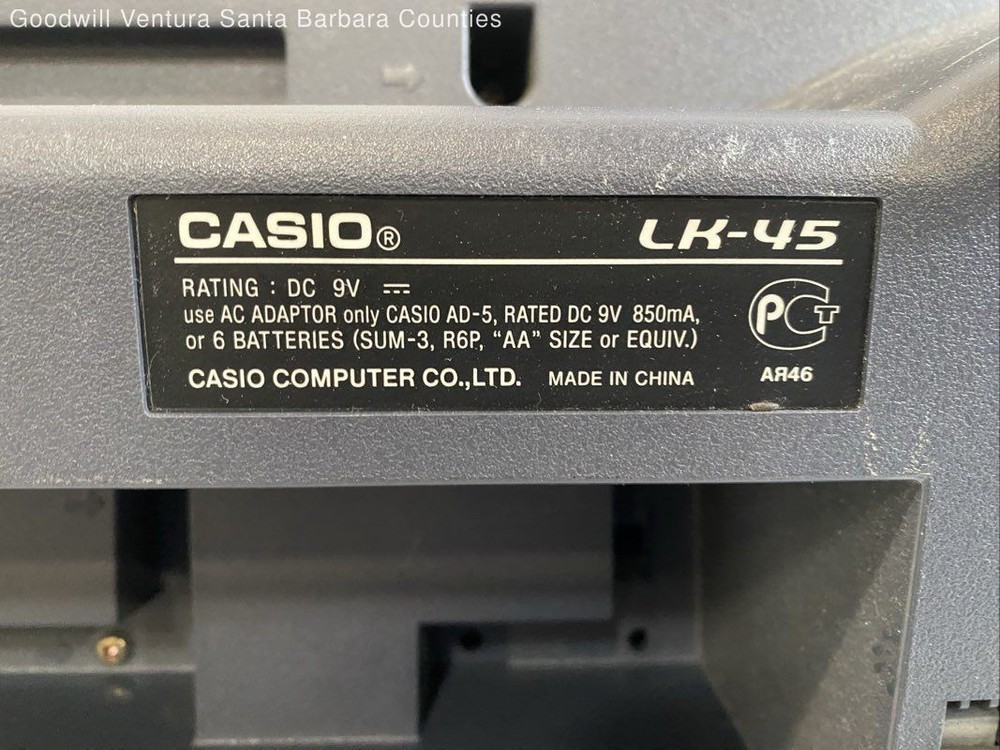 Goodwill Ventura Santa Barbara Counties
CASIO® LK-45
RATING : DC 9V ⎓
use AC ADAPTOR only CASIO AD-5, RATED DC 9V 850mA,
or 6 BATTERIES (SUM-3, R6P, “AA” SIZE or EQUIV.)
CASIO COMPUTER CO.,LTD. MADE IN CHINA
PCT
АЯ46